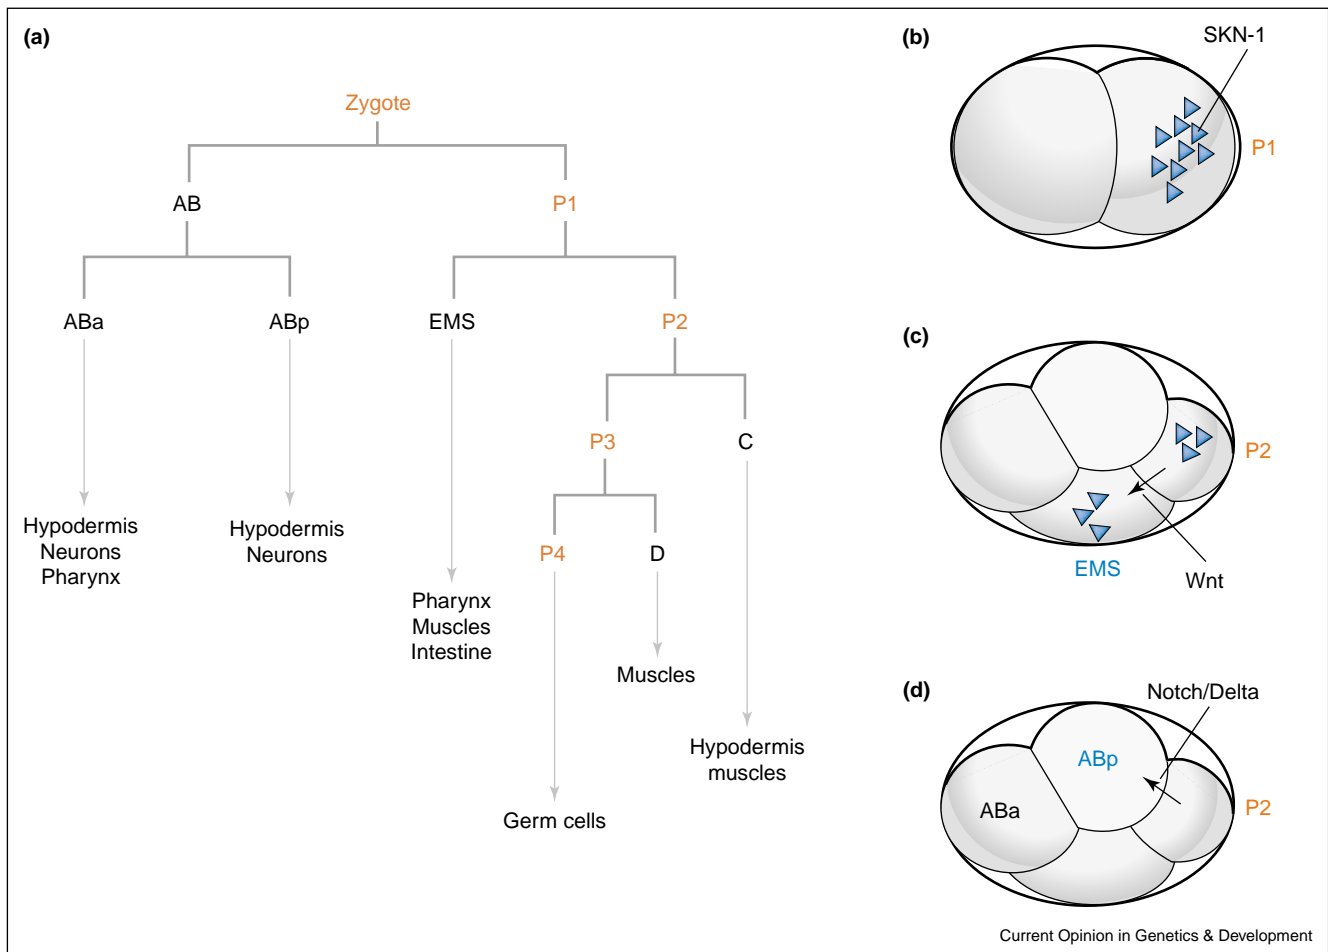 (a)
Zygote
AB
P1
ABa
ABp
EMS
P2
P3
C
P4
D
Hypodermis
Neurons
Pharynx
Hypodermis
Neurons
Pharynx
Muscles
Intestine
Muscles
Hypodermis
muscles
Germ cells
(b)
SKN-1
P1
(c)
P2
EMS
Wnt
(d)
Notch/Delta
ABp
ABa
P2
Current Opinion in Genetics & Development